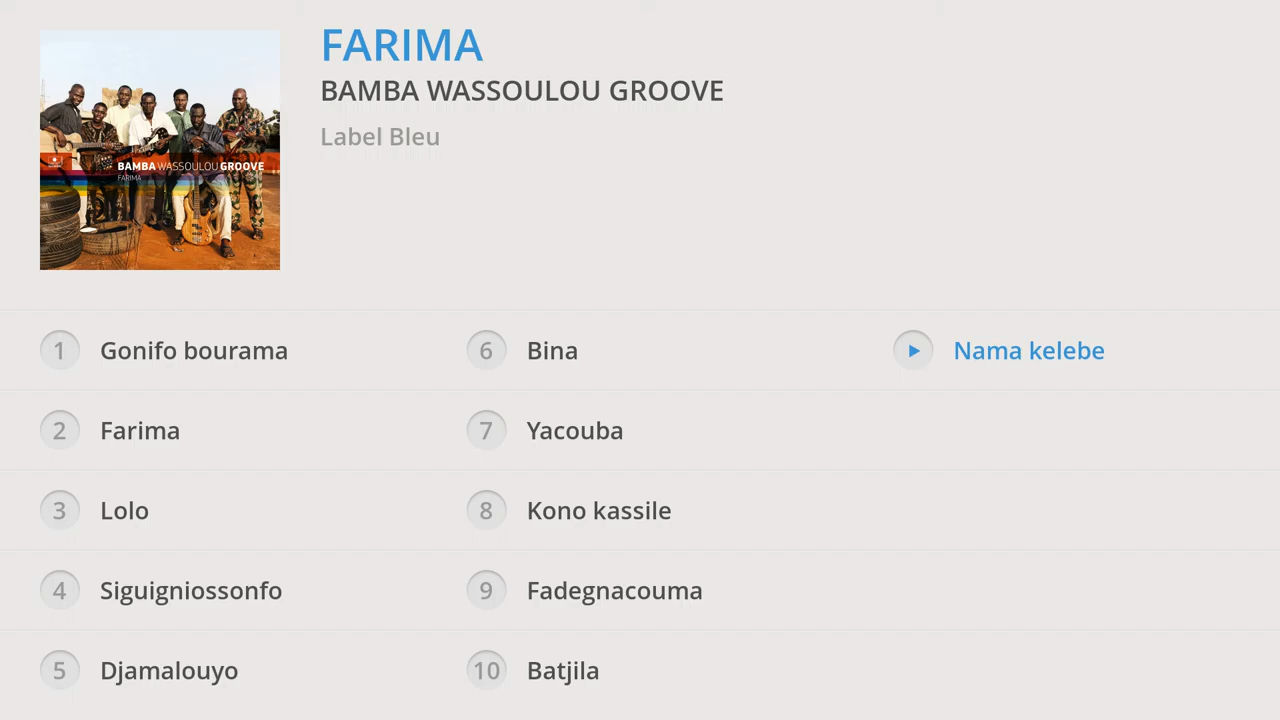 FARIMA
BAMBA WASSOULOU GROOVE
Label Bleu
BAMBA WASSOULOU GROOVE
FARIMA
1 Gonifo bourama
2 Farima
3 Lolo
4 Siguigniossonfo
5 Djamalouyo
6 Bina
7 Yacouba
8 Kono kassile
9 Fadegnacouma
10 Batjila
Nama kelebe